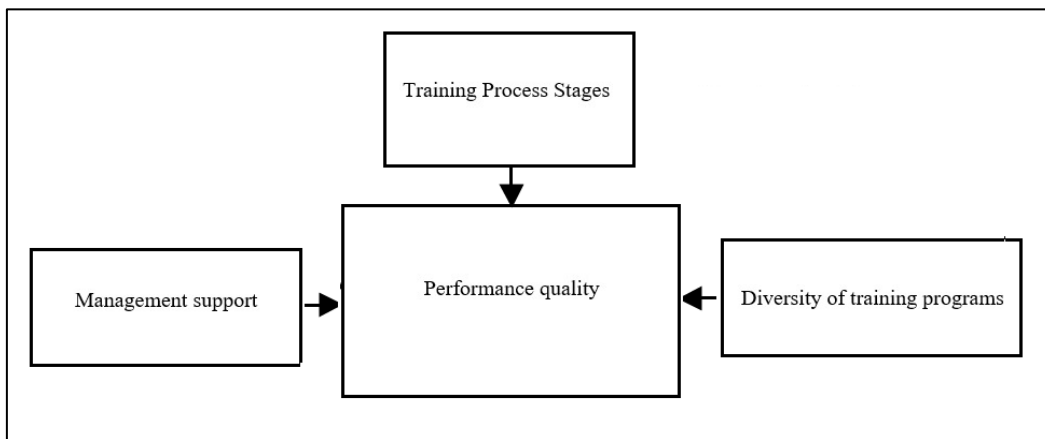 Training Process Stages
Management support
Performance quality
Diversity of training programs